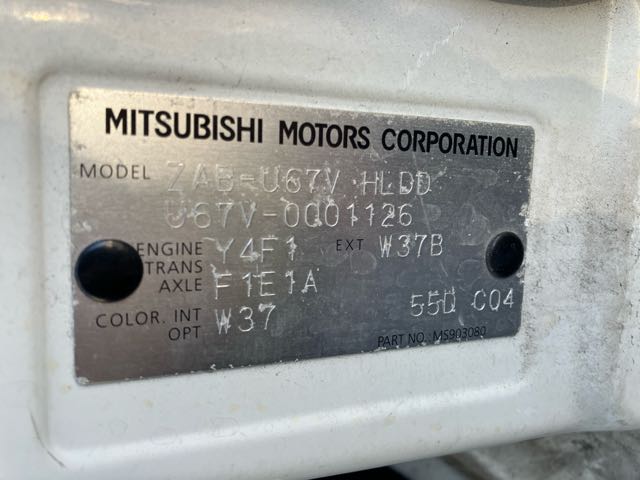 MITSUBISHI MOTORS CORPORATION
MODEL ZAB-U67V HLDD
U67V-0001126
ENGINE Y4F1 EXT W37B
TRANS AXLE F1E1A
COLOR. INT OPT W37 55D C04
PART NO. MS903080